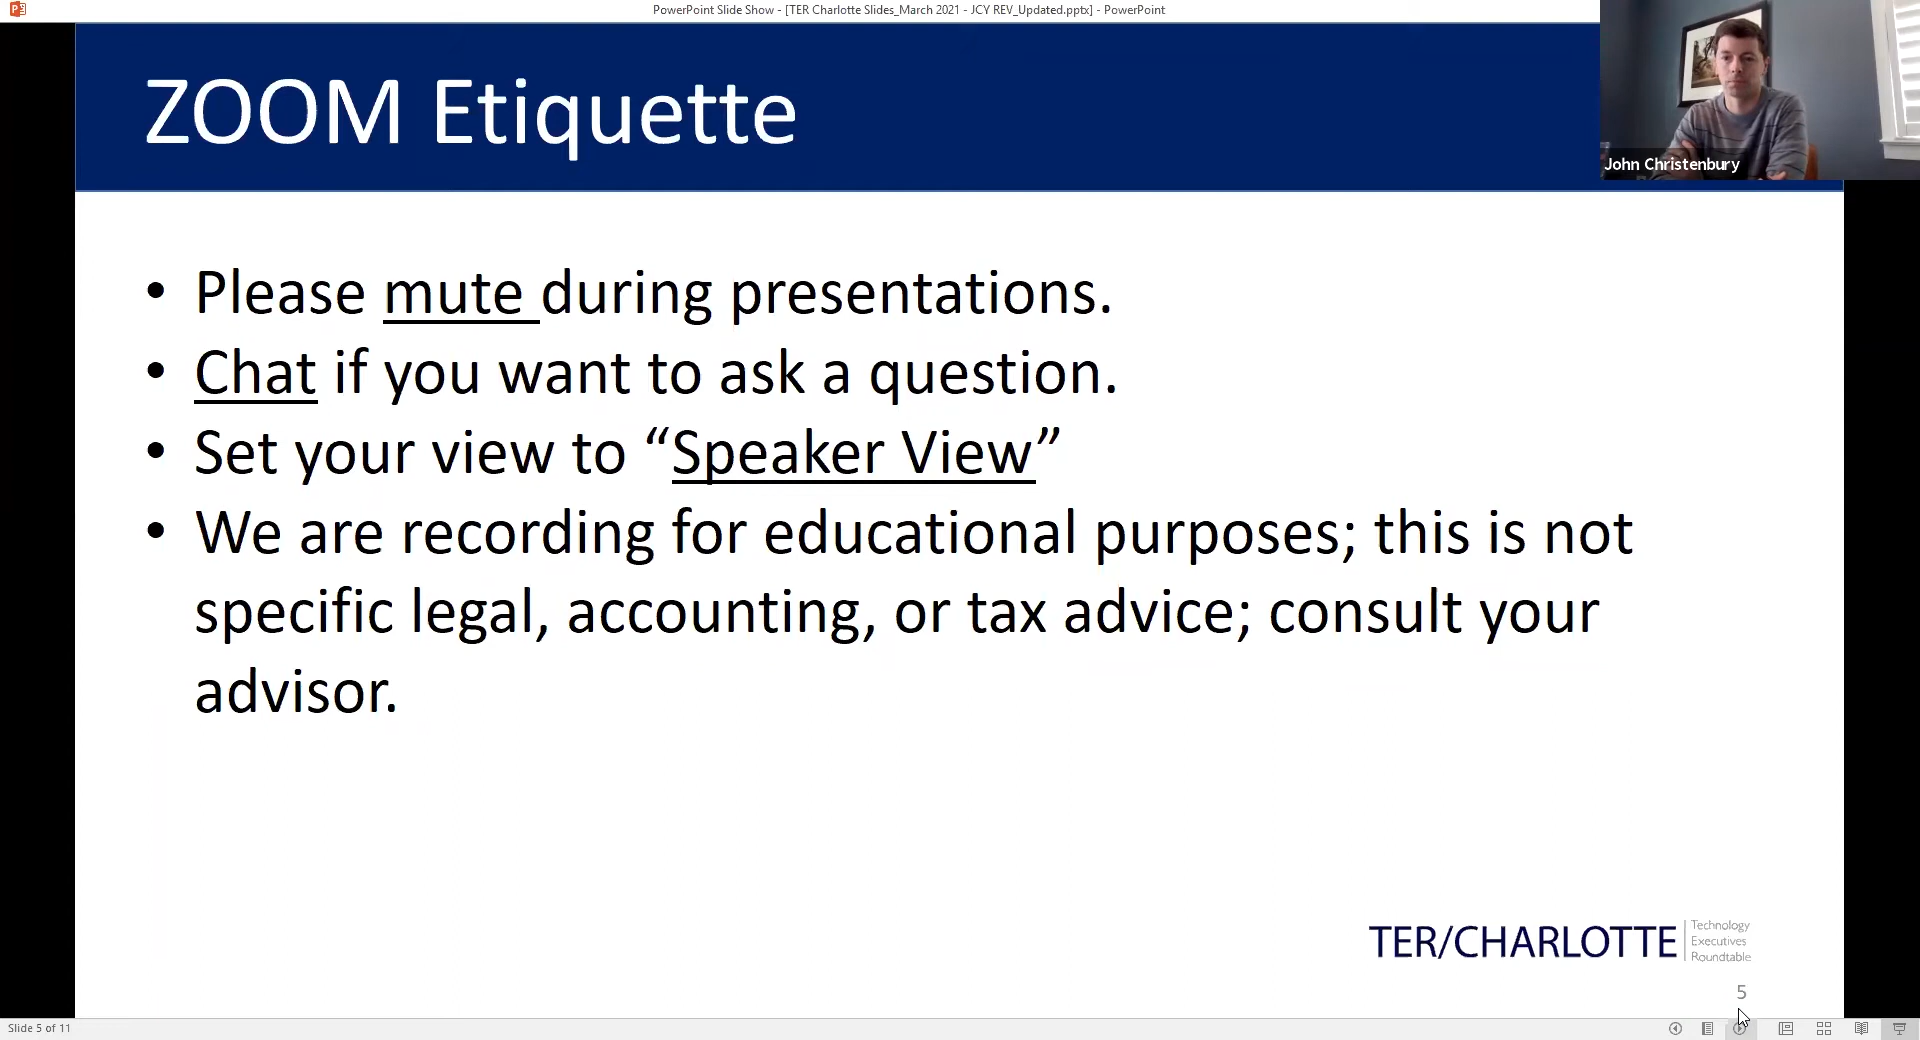 PowerPoint Slide Show - [TER Charlotte Slides_March 2021 - JCY REV_Updated.pptx] - PowerPoint
ZOOM Etiquette
John Christenbury
• Please mute during presentations.
• Chat if you want to ask a question.
• Set your view to “Speaker View”
• We are recording for educational purposes; this is not
specific legal, accounting, or tax advice; consult your
advisor.
TER/CHARLOTTE
Technology
Executives
Roundtable
5
Slide 5 of 11